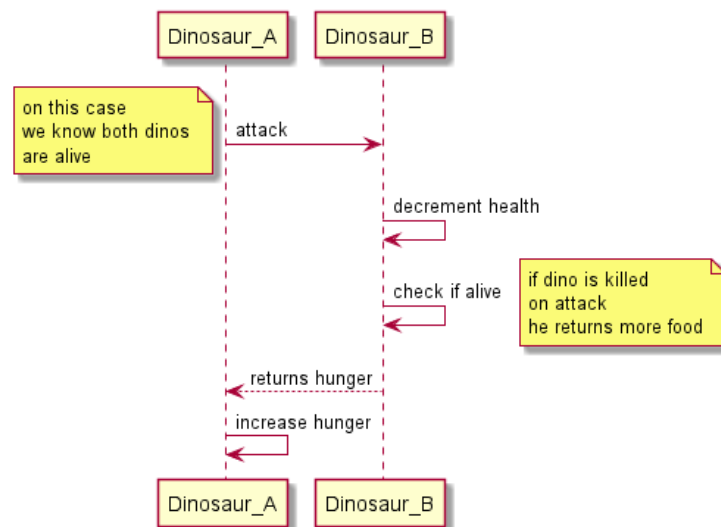 Dinosaur_A
Dinosaur_B
on this case
we know both dinos
are alive
attack
decrement health
check if alive
if dino is killed
on attack
he returns more food
returns hunger
increase hunger
Dinosaur_A
Dinosaur_B